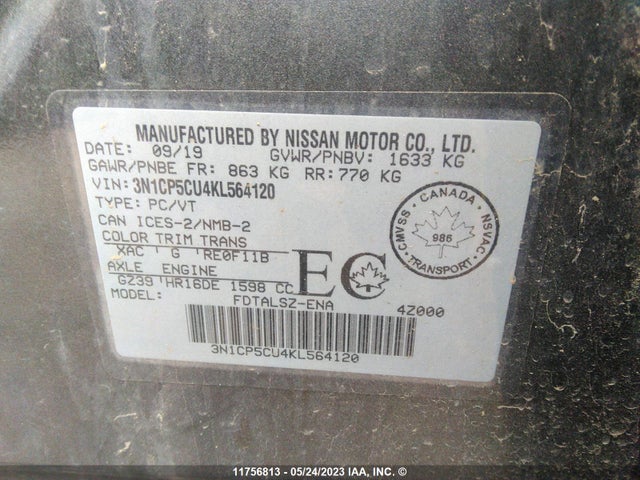 MANUFACTURED BY NISSAN MOTOR CO., LTD.
DATE: 09/19 GVWR/PNBV: 1633 KG
GAWR/PNBE FR: 863 KG RR: 770 KG
VIN: 3N1CP5CU4KL564120
TYPE: PC/VT
CAN ICES-2/NMB-2
COLOR TRIM TRANS
XAC G RE0F11B
AXLE ENGINE
GZ39 HR16DE 1598 CC
MODEL: FDTALSZ-ENA 4Z000
EC
CANADA
CMVSS NSVAC
986
TRANSPORT
3N1CP5CU4KL564120
11756813 - 05/24/2023 IAA, INC. ©